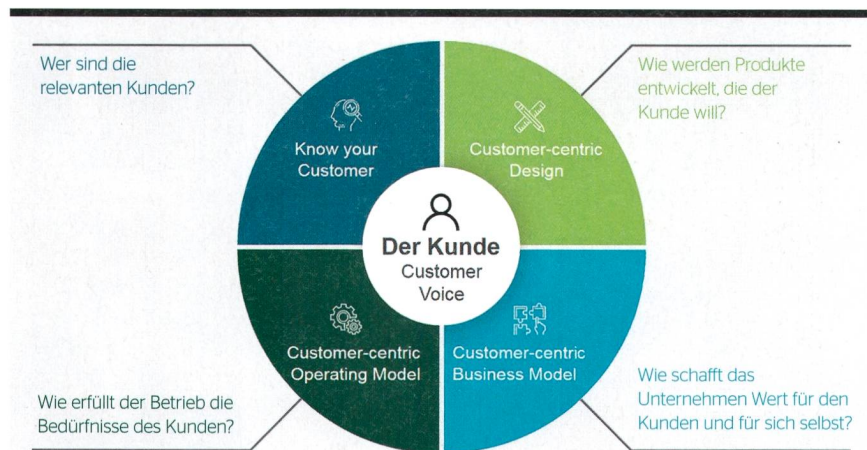 Wer sind die
relevanten Kunden?
Wie werden Produkte
entwickelt, die der
Kunde will?
Know your
Customer
Customer-centric
Design
Der Kunde
Customer
Voice
Customer-centric
Operating Model
Customer-centric
Business Model
Wie erfüllt der Betrieb die
Bedürfnisse des Kunden?
Wie schafft das
Unternehmen Wert für den
Kunden und für sich selbst?